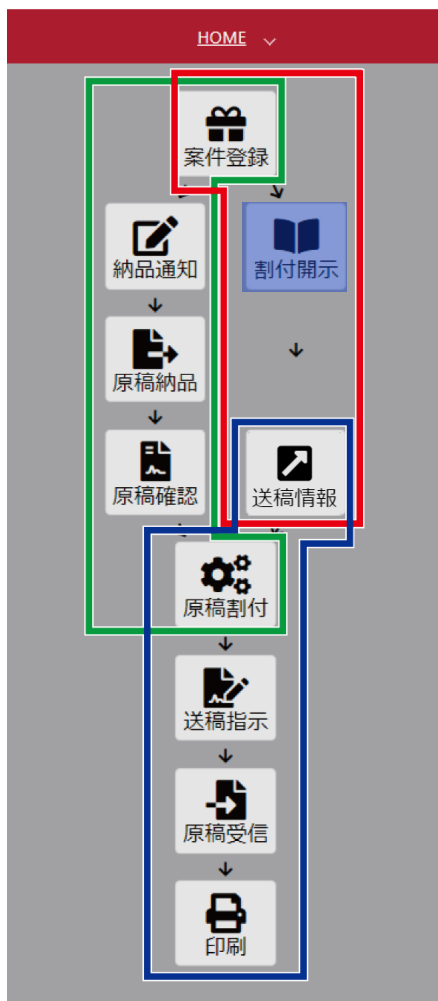 HOME
案件登録
納品通知
割付開示
原稿納品
原稿確認
送稿情報
原稿割付
送稿指示
原稿受信
印刷